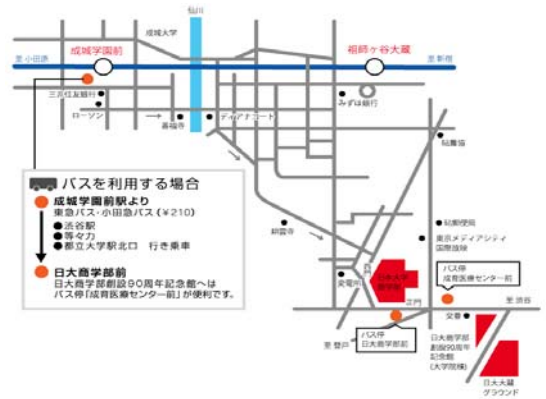 仙川
成城大学
成城学園前
祖師ヶ谷大蔵
至 小田原
至 新宿
三井住友銀行
ローソン
善福寺
ディアナコート
みずほ銀行
砧農協
バスを利用する場合
成城学園前駅より
東急バス・小田急バス(¥210)
渋谷駅
等々力
都立大学駅北口 行き乗車
日大商学部前
日大商学部創設90周年記念館へは
バス停「成育医療センター前」が便利です。
耕雲寺
砧郵便局
東京メディアシティ
国際放映
変電所
西門
日本大学
商学部
正門
バス停
成育医療センター前
至 渋谷
交番
至 登戸
バス停
日大商学部前
日大商学部
創設90周年
記念館
(大学院棟)
日大大蔵
グラウンド